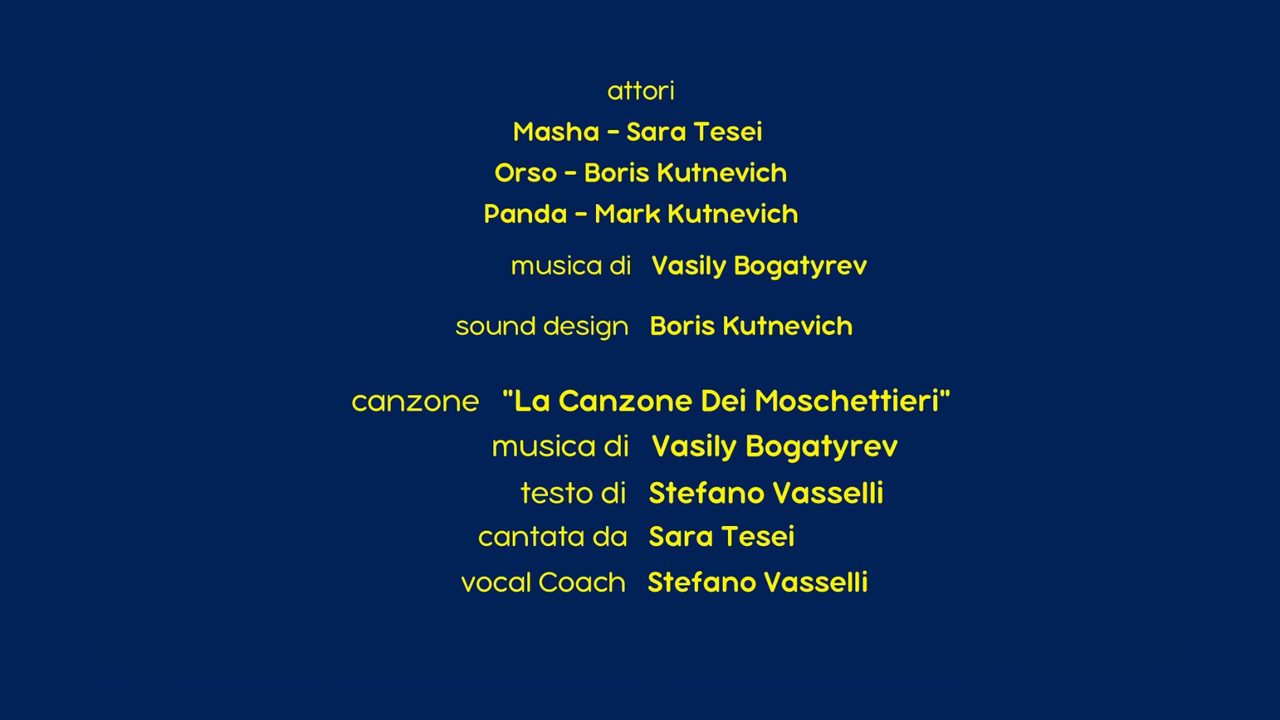 attori
Masha - Sara Tesei
Orso - Boris Kutnevich
Panda - Mark Kutnevich
musica di Vasily Bogatyrev
sound design Boris Kutnevich
canzone "La Canzone Dei Moschettieri"
musica di Vasily Bogatyrev
testo di Stefano Vasselli
cantata da Sara Tesei
vocal Coach Stefano Vasselli